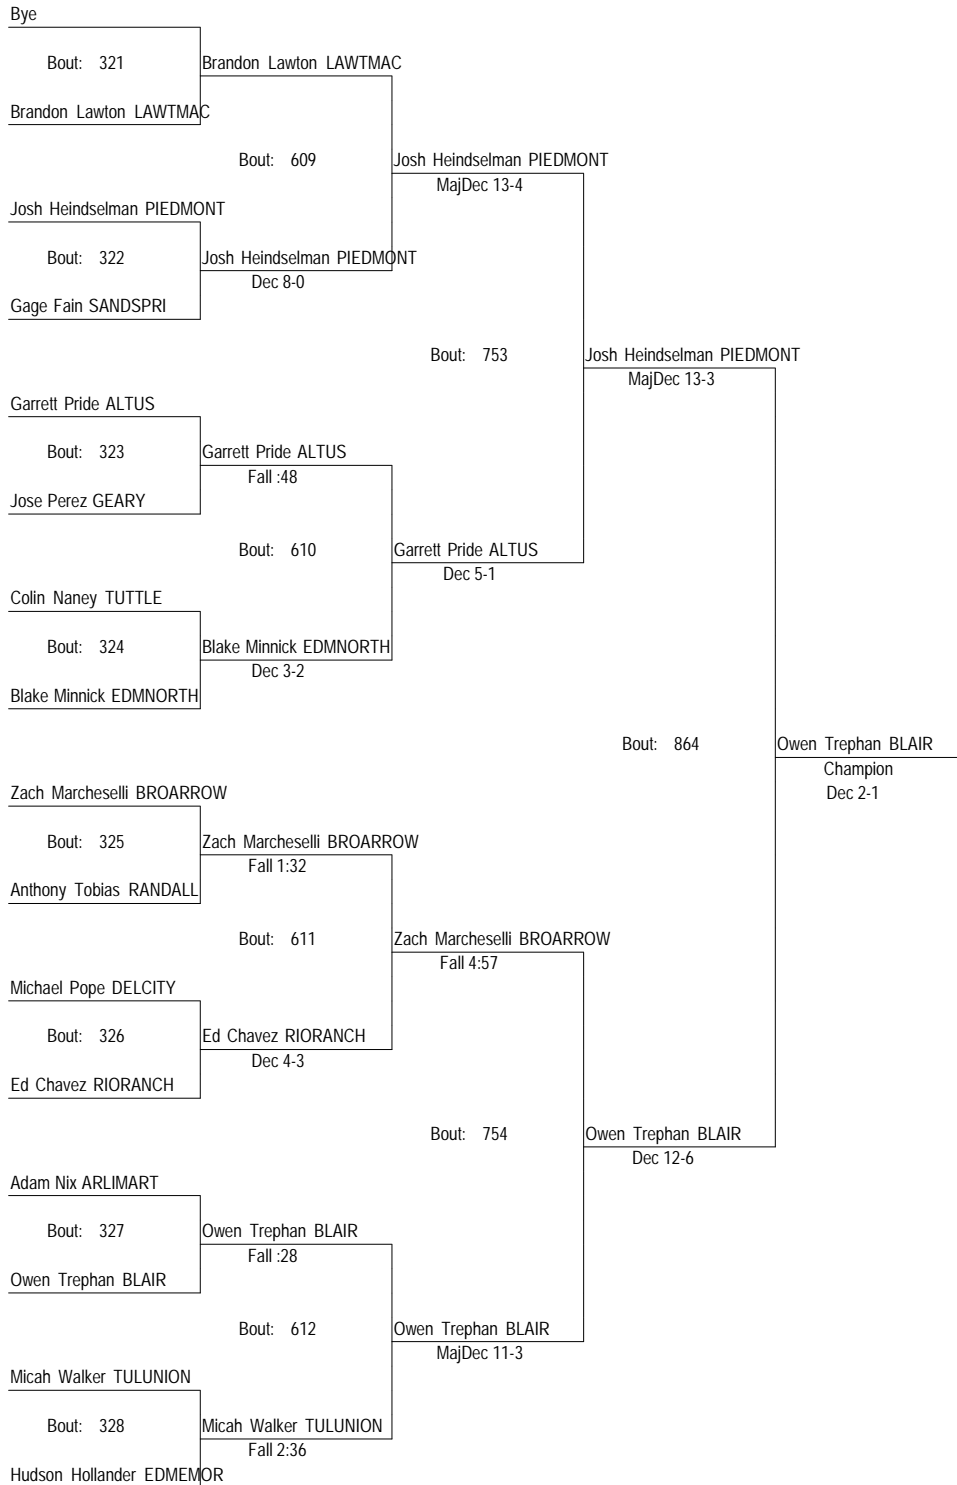 Bye
Bout: 321
Brandon Lawton LAWTMAC
Brandon Lawton LAWTMAC
Bout: 609
Josh Heindselman PIEDMONT
MajDec 13-4
Josh Heindselman PIEDMONT
Bout: 322
Josh Heindselman PIEDMONT
Dec 8-0
Gage Fain SANDSPRI
Bout: 753
Josh Heindselman PIEDMONT
MajDec 13-3
Garrett Pride ALTUS
Bout: 323
Garrett Pride ALTUS
Fall :48
Jose Perez GEARY
Bout: 610
Garrett Pride ALTUS
Dec 5-1
Colin Naney TUTTLE
Bout: 324
Blake Minnick EDMNORTH
Dec 3-2
Blake Minnick EDMNORTH
Bout: 864
Owen Trephan BLAIR
Champion
Dec 2-1
Zach Marcheselli BROARROW
Bout: 325
Zach Marcheselli BROARROW
Fall 1:32
Anthony Tobias RANDALL
Bout: 611
Zach Marcheselli BROARROW
Fall 4:57
Michael Pope DELCITY
Bout: 326
Ed Chavez RIORANCH
Dec 4-3
Ed Chavez RIORANCH
Bout: 754
Owen Trephan BLAIR
Dec 12-6
Adam Nix ARLIMART
Bout: 327
Owen Trephan BLAIR
Fall :28
Owen Trephan BLAIR
Bout: 612
Owen Trephan BLAIR
MajDec 11-3
Micah Walker TULUNION
Bout: 328
Micah Walker TULUNION
Fall 2:36
Hudson Hollander EDMEMOR